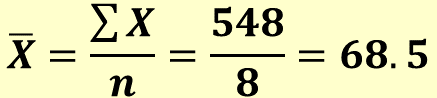 X̄ = ∑ X / n = 548 / 8 = 68.5